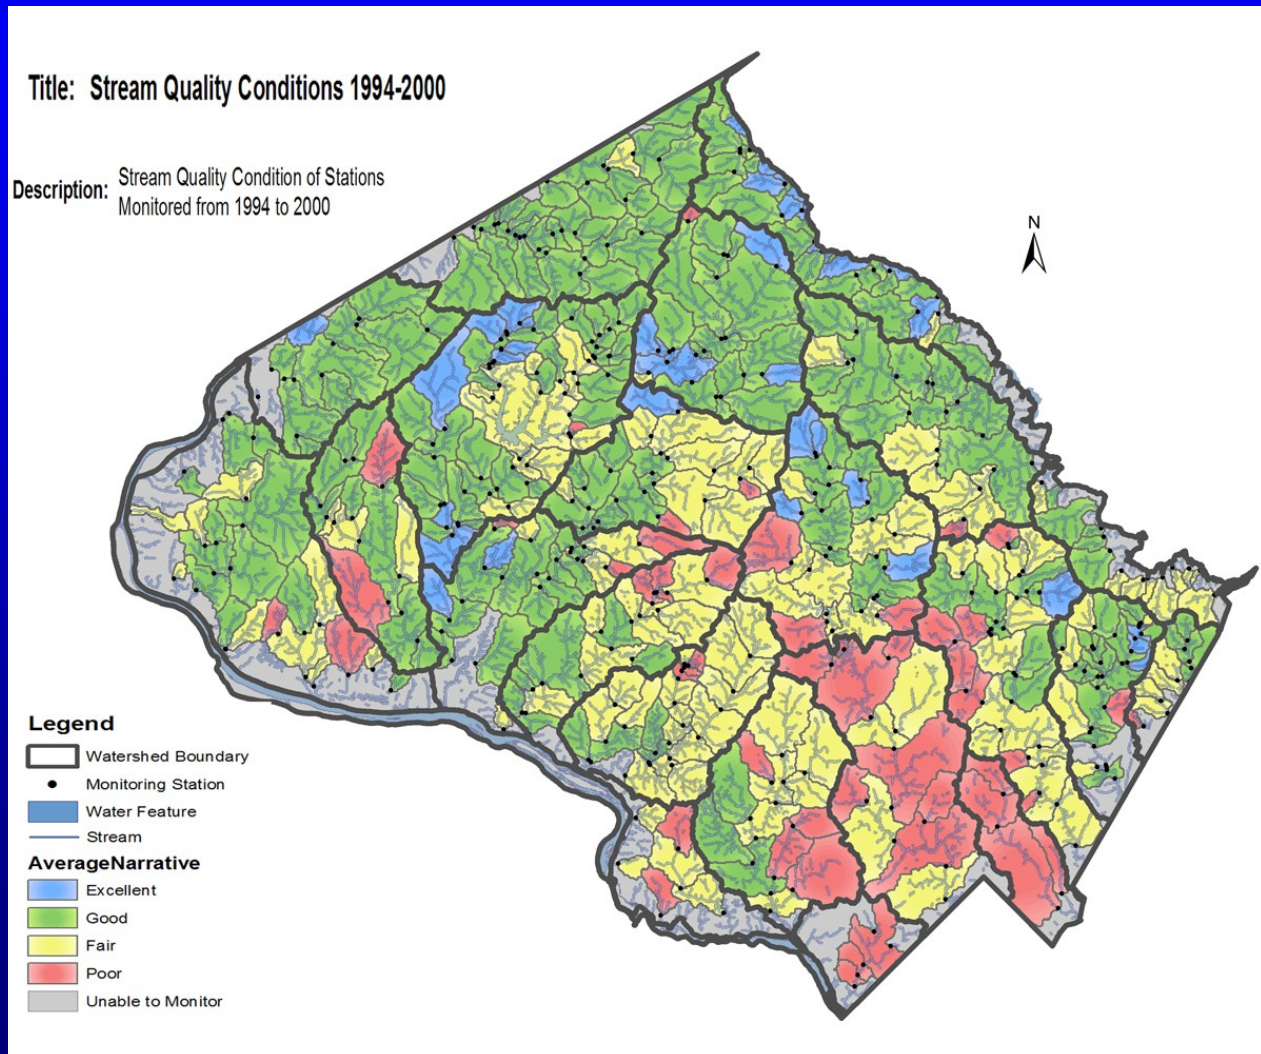 Title: Stream Quality Conditions 1994-2000
Description: Stream Quality Condition of Stations
Monitored from 1994 to 2000
N
Legend
Watershed Boundary
Monitoring Station
Water Feature
Stream
AverageNarrative
Excellent
Good
Fair
Poor
Unable to Monitor